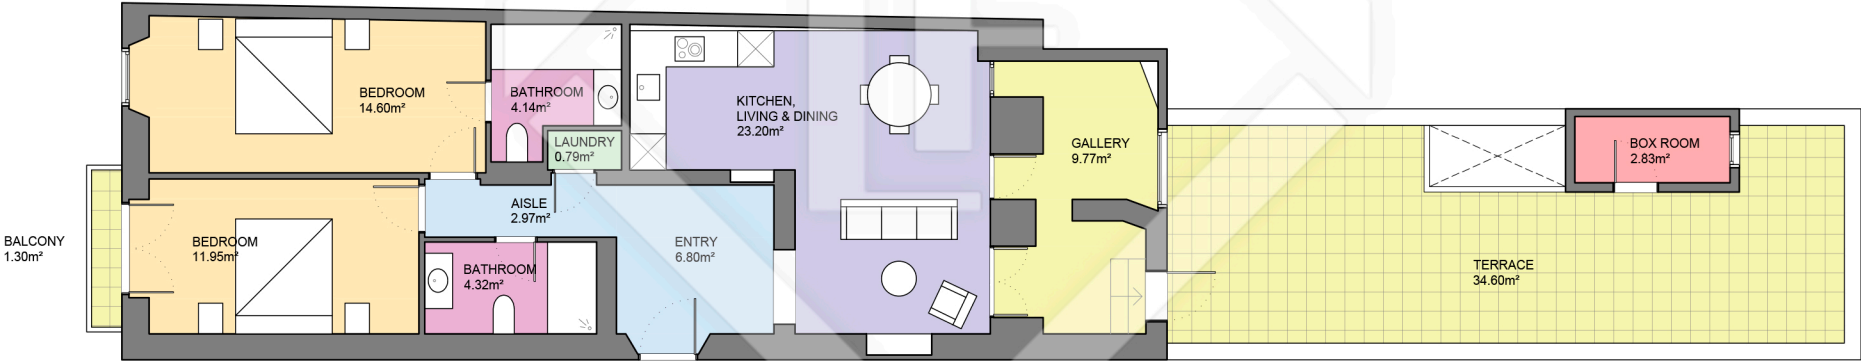 BEDROOM
14.60m²
BATHROOM
4.14m²
LAUNDRY
0.79m²
KITCHEN,
LIVING & DINING
23.20m²
GALLERY
9.77m²
BOX ROOM
2.83m²
BALCONY
1.30m²
BEDROOM
11.95m²
AISLE
2.97m²
BATHROOM
4.32m²
ENTRY
6.80m²
TERRACE
34.60m²